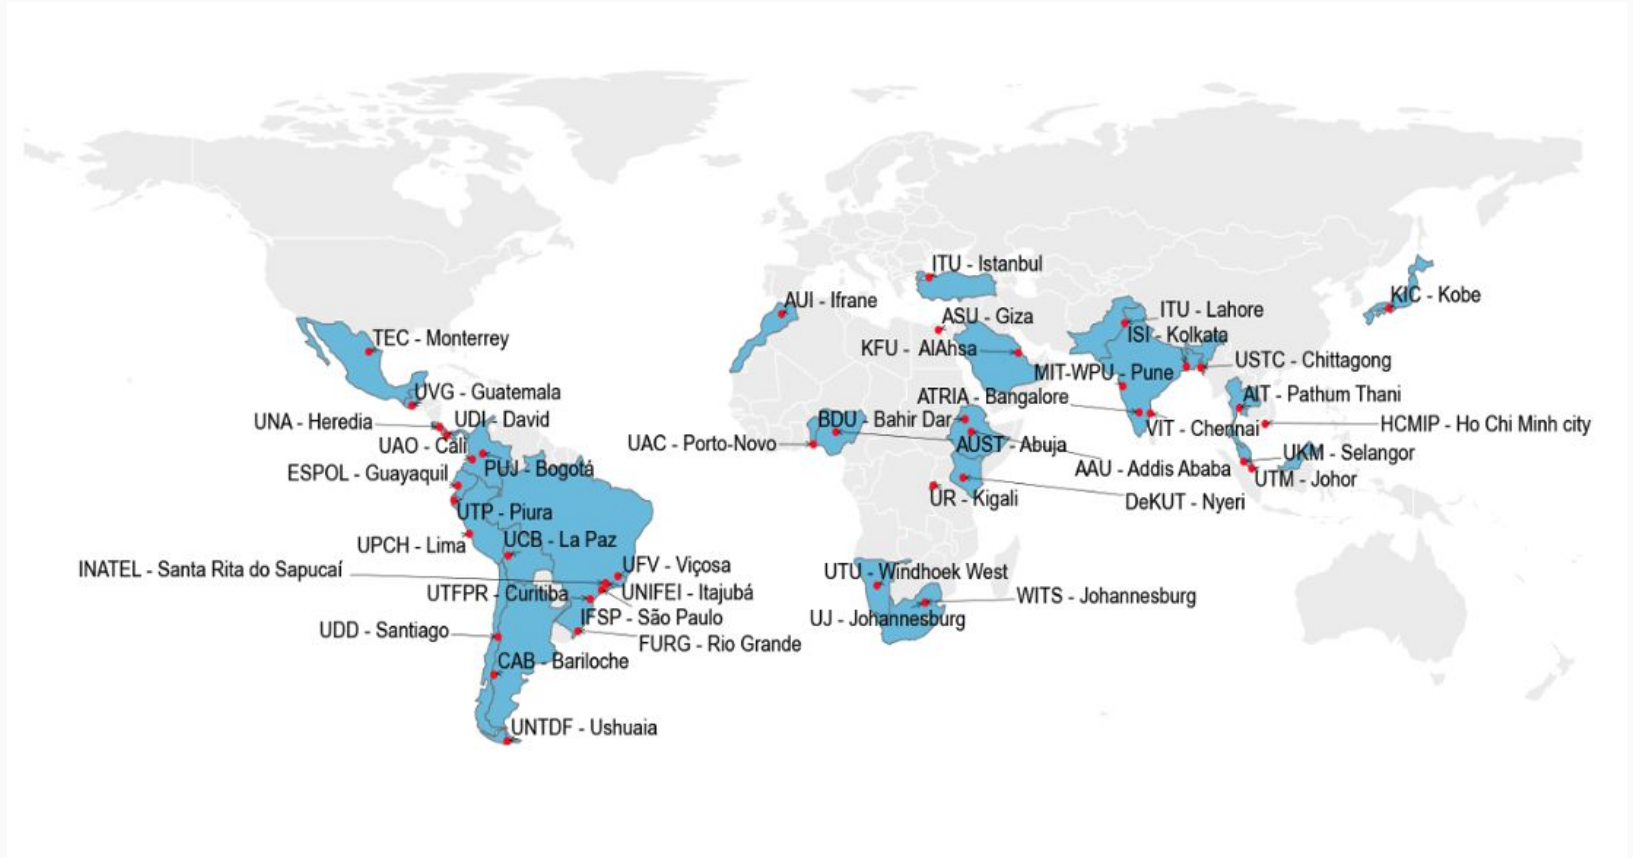 ITU - Istanbul
AUI - Ifrane
KIC - Kobe
ITU - Lahore
ASU - Giza
ISI - Kolkata
TEC - Monterrey
KFU - AlAhsa
USTC - Chittagong
MIT-WPU - Pune
UVG - Guatemala
ATRIA - Bangalore
AIT - Pathum Thani
UNA - Heredia
UDI - David
BDU - Bahir Dar
VIT - Chennai
HCMIP - Ho Chi Minh city
UAO - Cali
UAC - Porto-Novo
AUST - Abuja
UKM - Selangor
ESPOL - Guayaquil
PUJ - Bogotá
AAU - Addis Ababa
UTM - Johor
UR - Kigali
DeKUT - Nyeri
UTP - Piura
UPCH - Lima
UCB - La Paz
INATEL - Santa Rita do Sapucaí
UFV - Viçosa
UTU - Windhoek West
UTFPR - Curitiba
UNIFEI - Itajubá
WITS - Johannesburg
IFSP - São Paulo
UJ - Johannesburg
UDD - Santiago
FURG - Rio Grande
CAB - Bariloche
UNTDF - Ushuaia